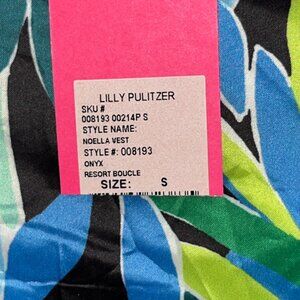 LILLY PULITZER
SKU #
008193 00214P S
STYLE NAME:
NOELLA VEST
STYLE #: 008193
ONYX
RESORT BOUCLE
SIZE: S